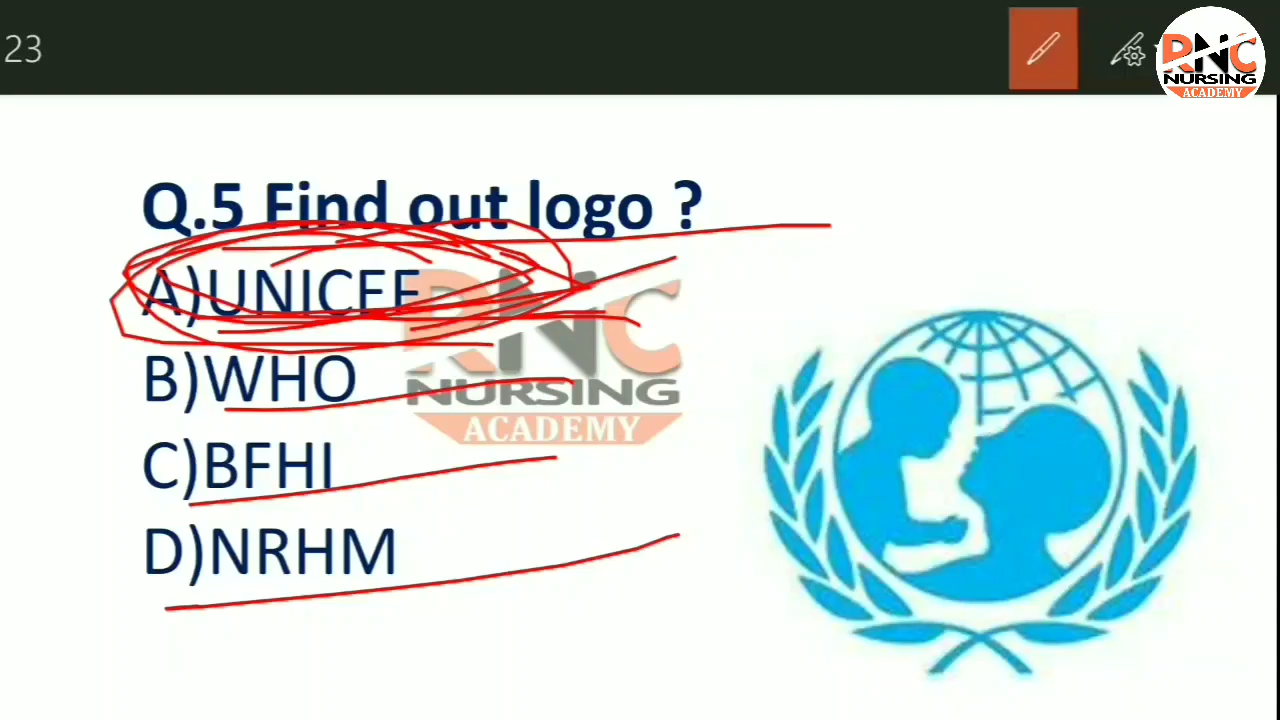 23
RNC
NURSING
ACADEMY
Q.5 Find out logo ?
A)UNICEF
B)WHO
C)BFHI
D)NRHM
RNC
NURSING
ACADEMY